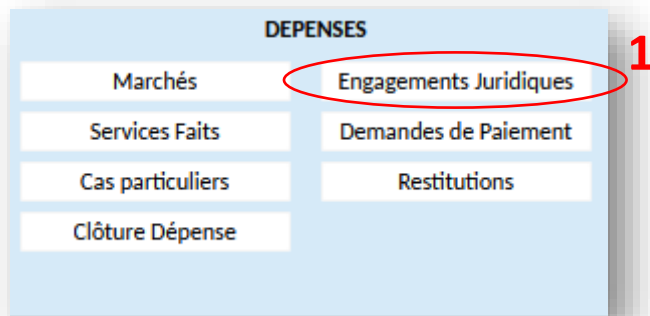 DEPENSES
Marchés
Engagements Juridiques
1
Services Faits
Demandes de Paiement
Cas particuliers
Restitutions
Clôture Dépense